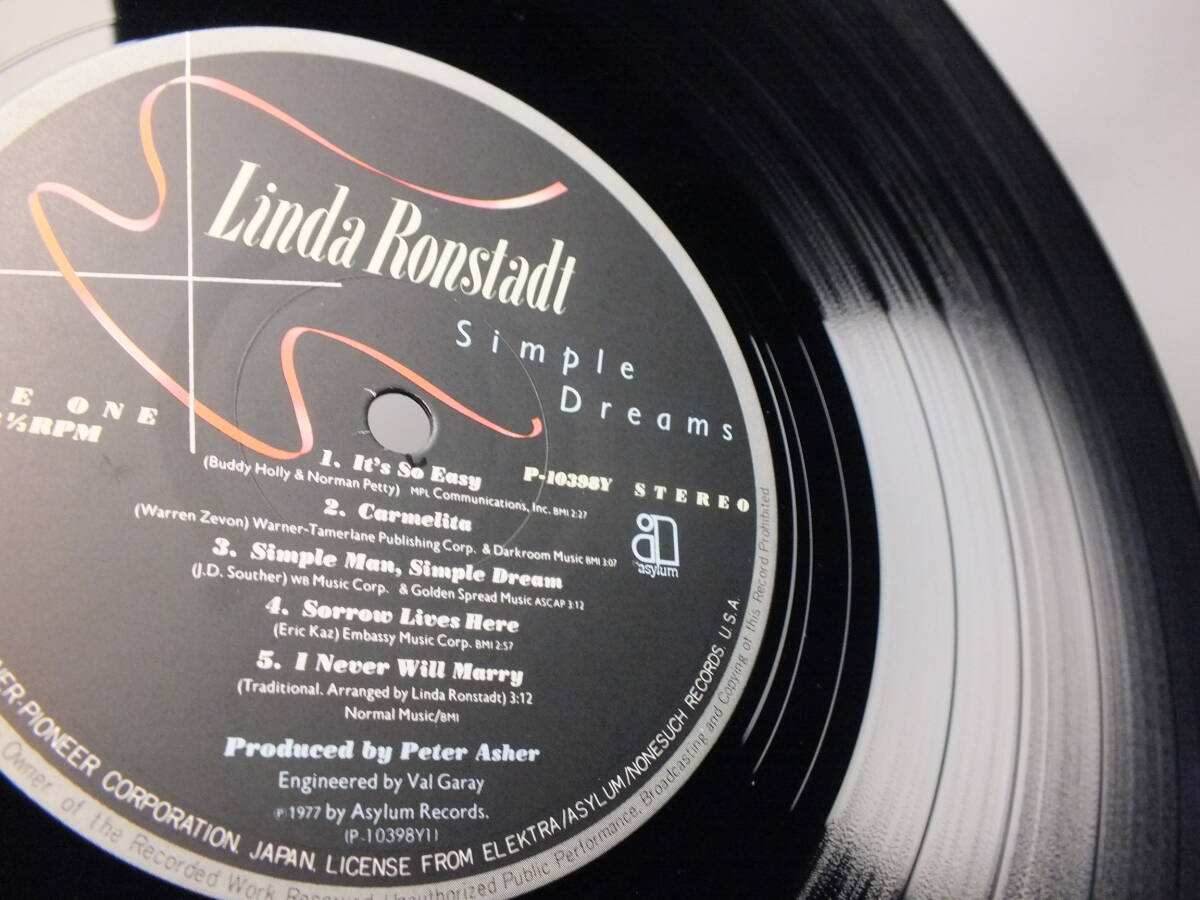 Linda Ronstadt
Simple
Dreams
E ONE
⅓RPM
1. It's So Easy
P-10398Y STEREO
(Buddy Holly & Norman Petty) MPL Communications, Inc. BMI 2:27
2. Carmelita
(Warren Zevon) Warner-Tamerlane Publishing Corp. & Darkroom Music BMI 3:07
asylum
3. Simple Man, Simple Dream
(J.D. Souther) WB Music Corp. & Golden Spread Music ASCAP 3:12
4. Sorrow Lives Here
(Eric Kaz) Embassy Music Corp. BMI 2:57
5. I Never Will Marry
(Traditional. Arranged by Linda Ronstadt) 3:12
Normal Music/BMI
Produced by Peter Asher
Engineered by Val Garay
℗ 1977 by Asylum Records.
(P-10398Y1)
NER-PIONEER CORPORATION, JAPAN, LICENSE FROM ELEKTRA/ASYLUM/NONESUCH RECORDS, U.S.A.
Owner of the Recorded Work Reserved Unauthorized Public Performance, Broadcasting and Copying of this Record Prohibited